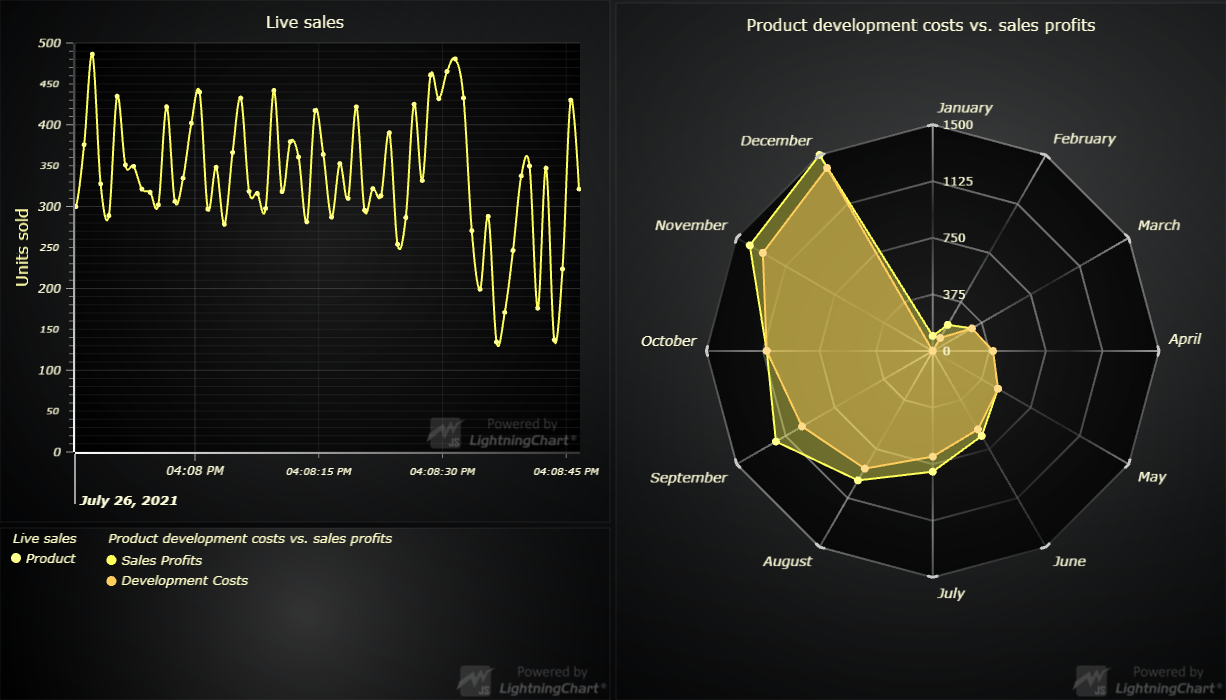 Live sales
500
450
400
350
300
250
200
150
100
50
0
Units sold
04:08 PM
04:08:15 PM
04:08:30 PM
04:08:45 PM
July 26, 2021
Powered by
JS LightningChart®
Live sales
Product
Product development costs vs. sales profits
Sales Profits
Development Costs
Powered by
JS LightningChart®
Product development costs vs. sales profits
January
February
March
April
May
June
July
August
September
October
November
December
1500
1125
750
375
0
Powered by
JS LightningChart®